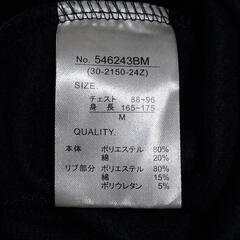 No. 546243BM
(30-2150-24Z)
SIZE.
チェスト 88~96
身長 165~175
M
QUALITY.
本体 ポリエステル 80%
綿 20%
リブ部分 ポリエステル 80%
綿 15%
ポリウレタン 5%